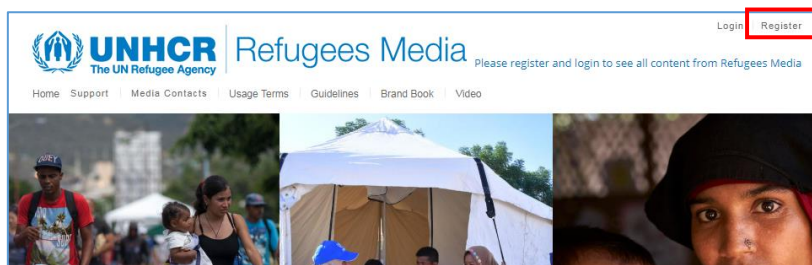 Login Register
UNHCR
The UN Refugee Agency
Refugees Media
Please register and login to see all content from Refugees Media
Home Support Media Contacts Usage Terms Guidelines Brand Book Video
OBEY